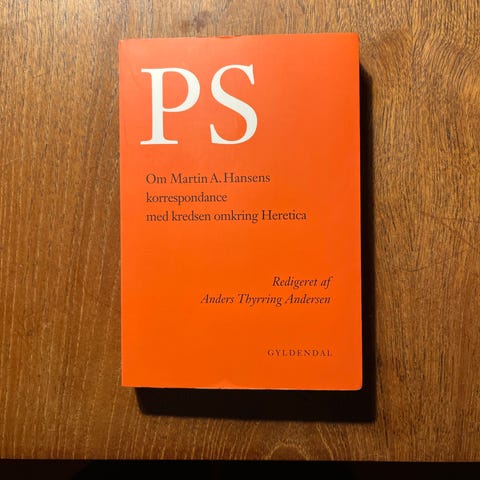 PS
Om Martin A. Hansens
korrespondance
med kredsen omkring Heretica
Redigeret af
Anders Thyrring Andersen
GYLDENDAL